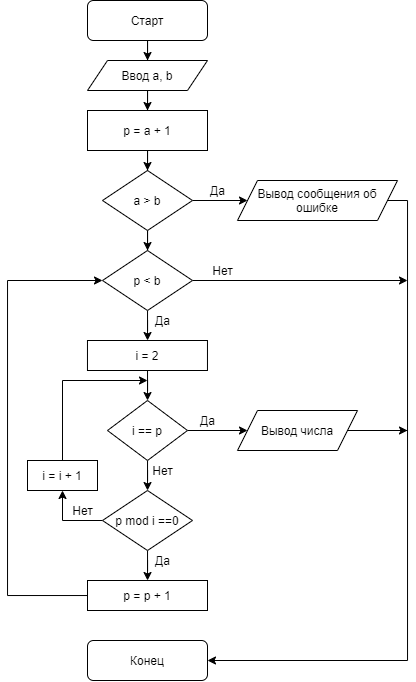 Старт
Ввод a, b
p = a + 1
a > b
Да
Вывод сообщения об
ошибке
p < b
Нет
Да
i = 2
i == p
Да
Вывод числа
Нет
i = i + 1
Нет
p mod i ==0
Да
p = p + 1
Конец